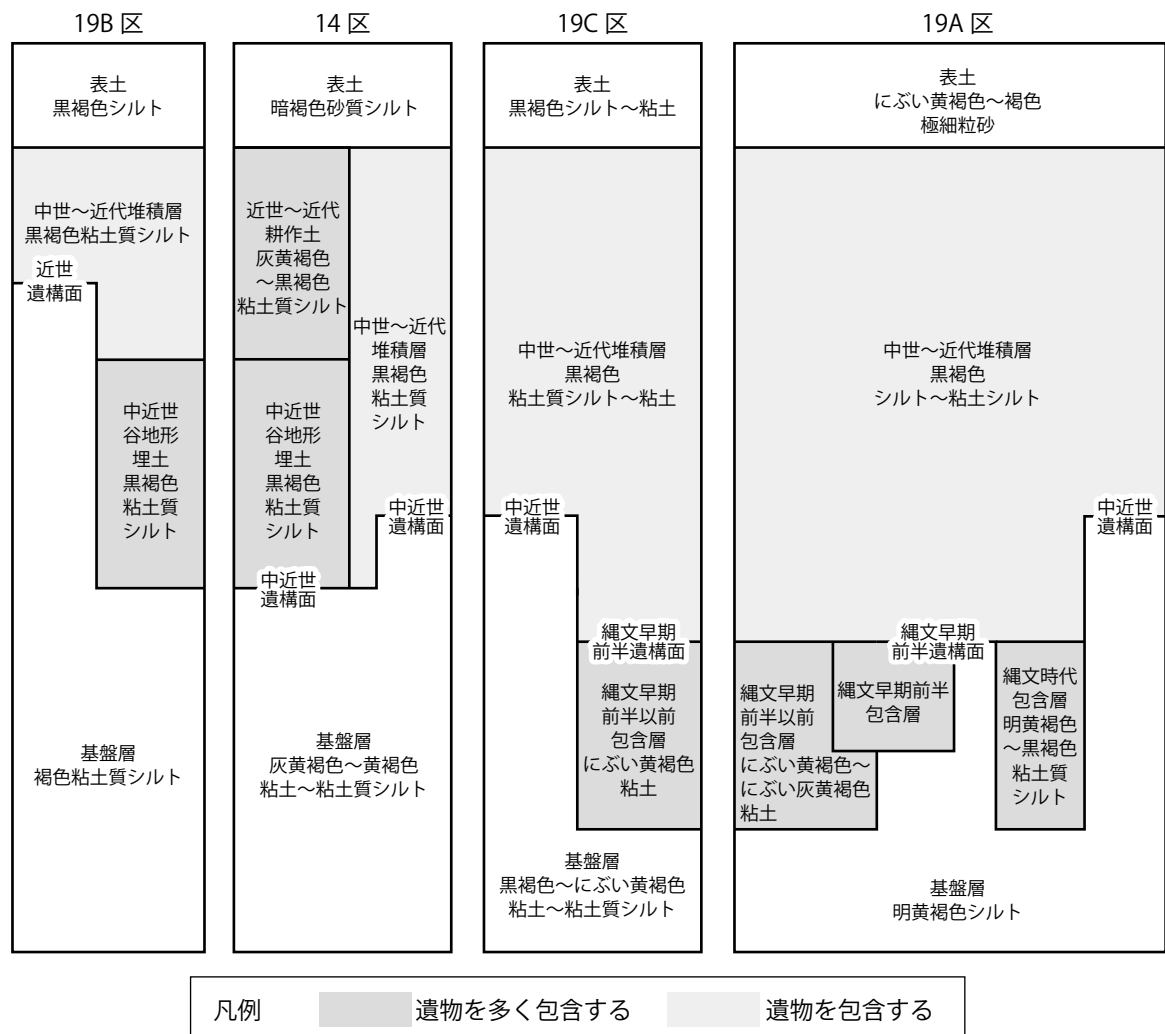 19B 区
表土
黒褐色シルト
中世～近代堆積層
黒褐色粘土質シルト
近世
遺構面
中近世
谷地形
埋土
黒褐色
粘土質
シルト
基盤層
褐色粘土質シルト
14 区
表土
暗褐色砂質シルト
近世～近代
耕作土
灰黄褐色
～黒褐色
粘土質シルト
中世～近代
堆積層
黒褐色
粘土質
シルト
中近世
谷地形
埋土
黒褐色
粘土質
シルト
中近世
遺構面
中近世
遺構面
基盤層
灰黄褐色～黄褐色
粘土～粘土質シルト
19C 区
表土
黒褐色シルト～粘土
中世～近代堆積層
黒褐色
粘土質シルト～粘土
中近世
遺構面
縄文早期
前半遺構面
縄文早期
前半以前
包含層
にぶい黄褐色
粘土
基盤層
黒褐色～にぶい黄褐色
粘土～粘土質シルト
19A 区
表土
にぶい黄褐色～褐色
極細粒砂
中世～近代堆積層
黒褐色
シルト～粘土シルト
中近世
遺構面
縄文早期
前半遺構面
縄文早期
前半以前
包含層
にぶい黄褐色～
にぶい灰黄褐色
粘土
縄文早期前半
包含層
縄文時代
包含層
明黄褐色
～黒褐色
粘土質
シルト
基盤層
明黄褐色シルト
凡例
遺物を多く包含する
遺物を包含する